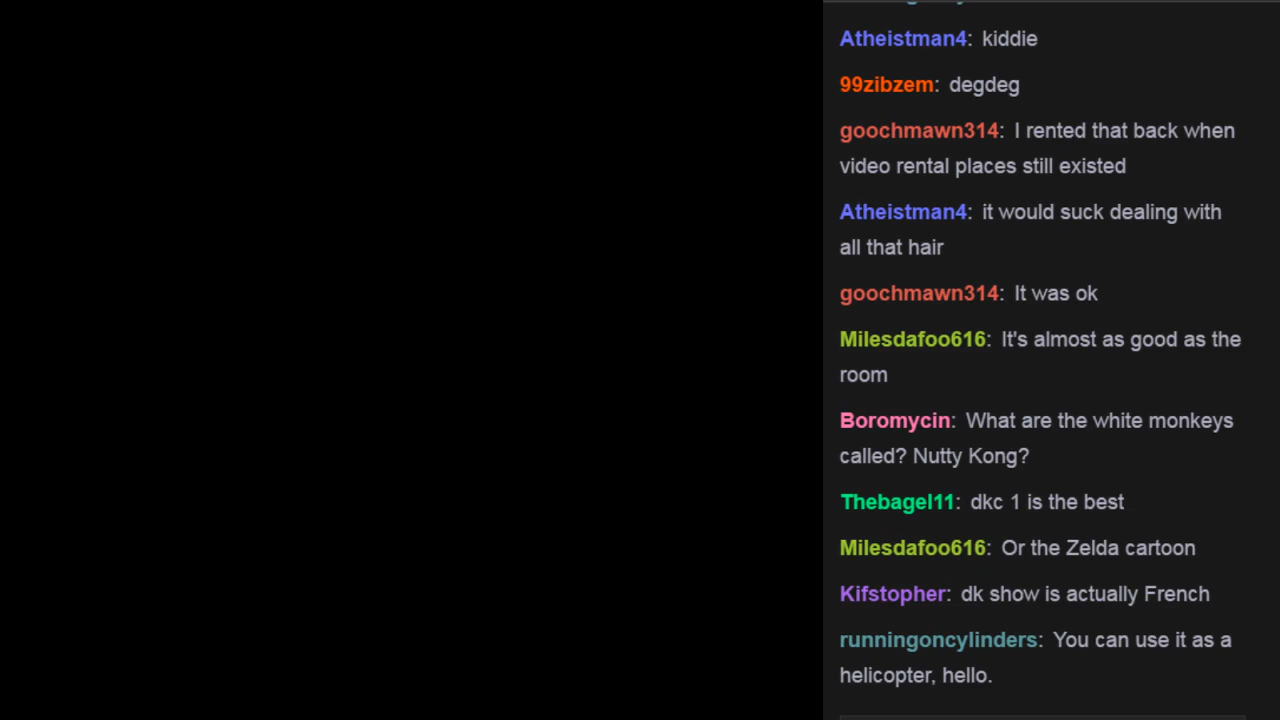 Atheistman4: kiddie
99zibzem: degdeg
goochmawn314: I rented that back when
video rental places still existed
Atheistman4: it would suck dealing with
all that hair
goochmawn314: It was ok
Milesdafoo616: It's almost as good as the
room
Boromycin: What are the white monkeys
called? Nutty Kong?
Thebagel11: dkc 1 is the best
Milesdafoo616: Or the Zelda cartoon
Kifstopher: dk show is actually French
runningoncylinders: You can use it as a
helicopter, hello.